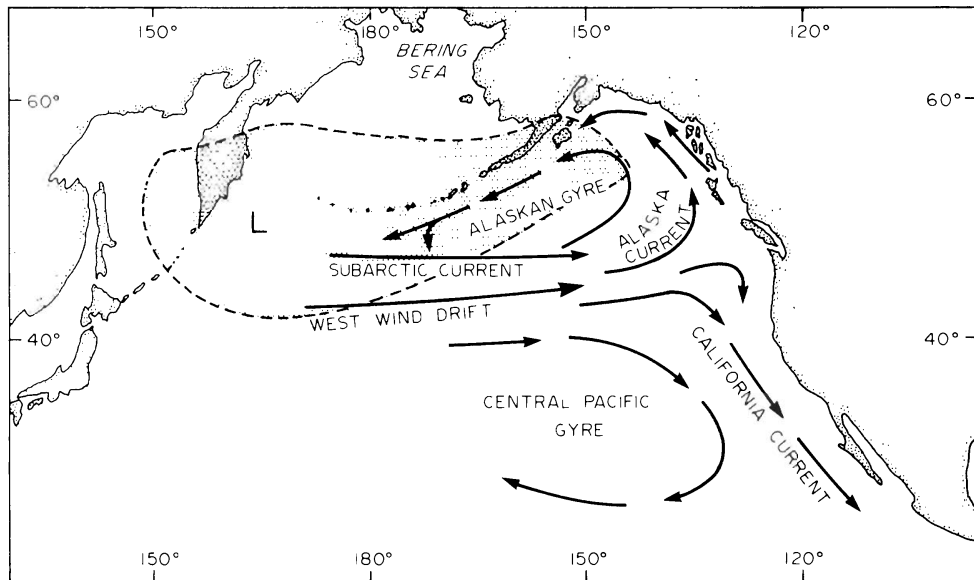 150°
180°
150°
120°
BERING
SEA
60°
60°
ALASKAN GYRE
ALASKA
CURRENT
L
SUBARCTIC CURRENT
WEST WIND DRIFT
40°
40°
CALIFORNIA CURRENT
CENTRAL PACIFIC
GYRE
150°
180°
150°
120°